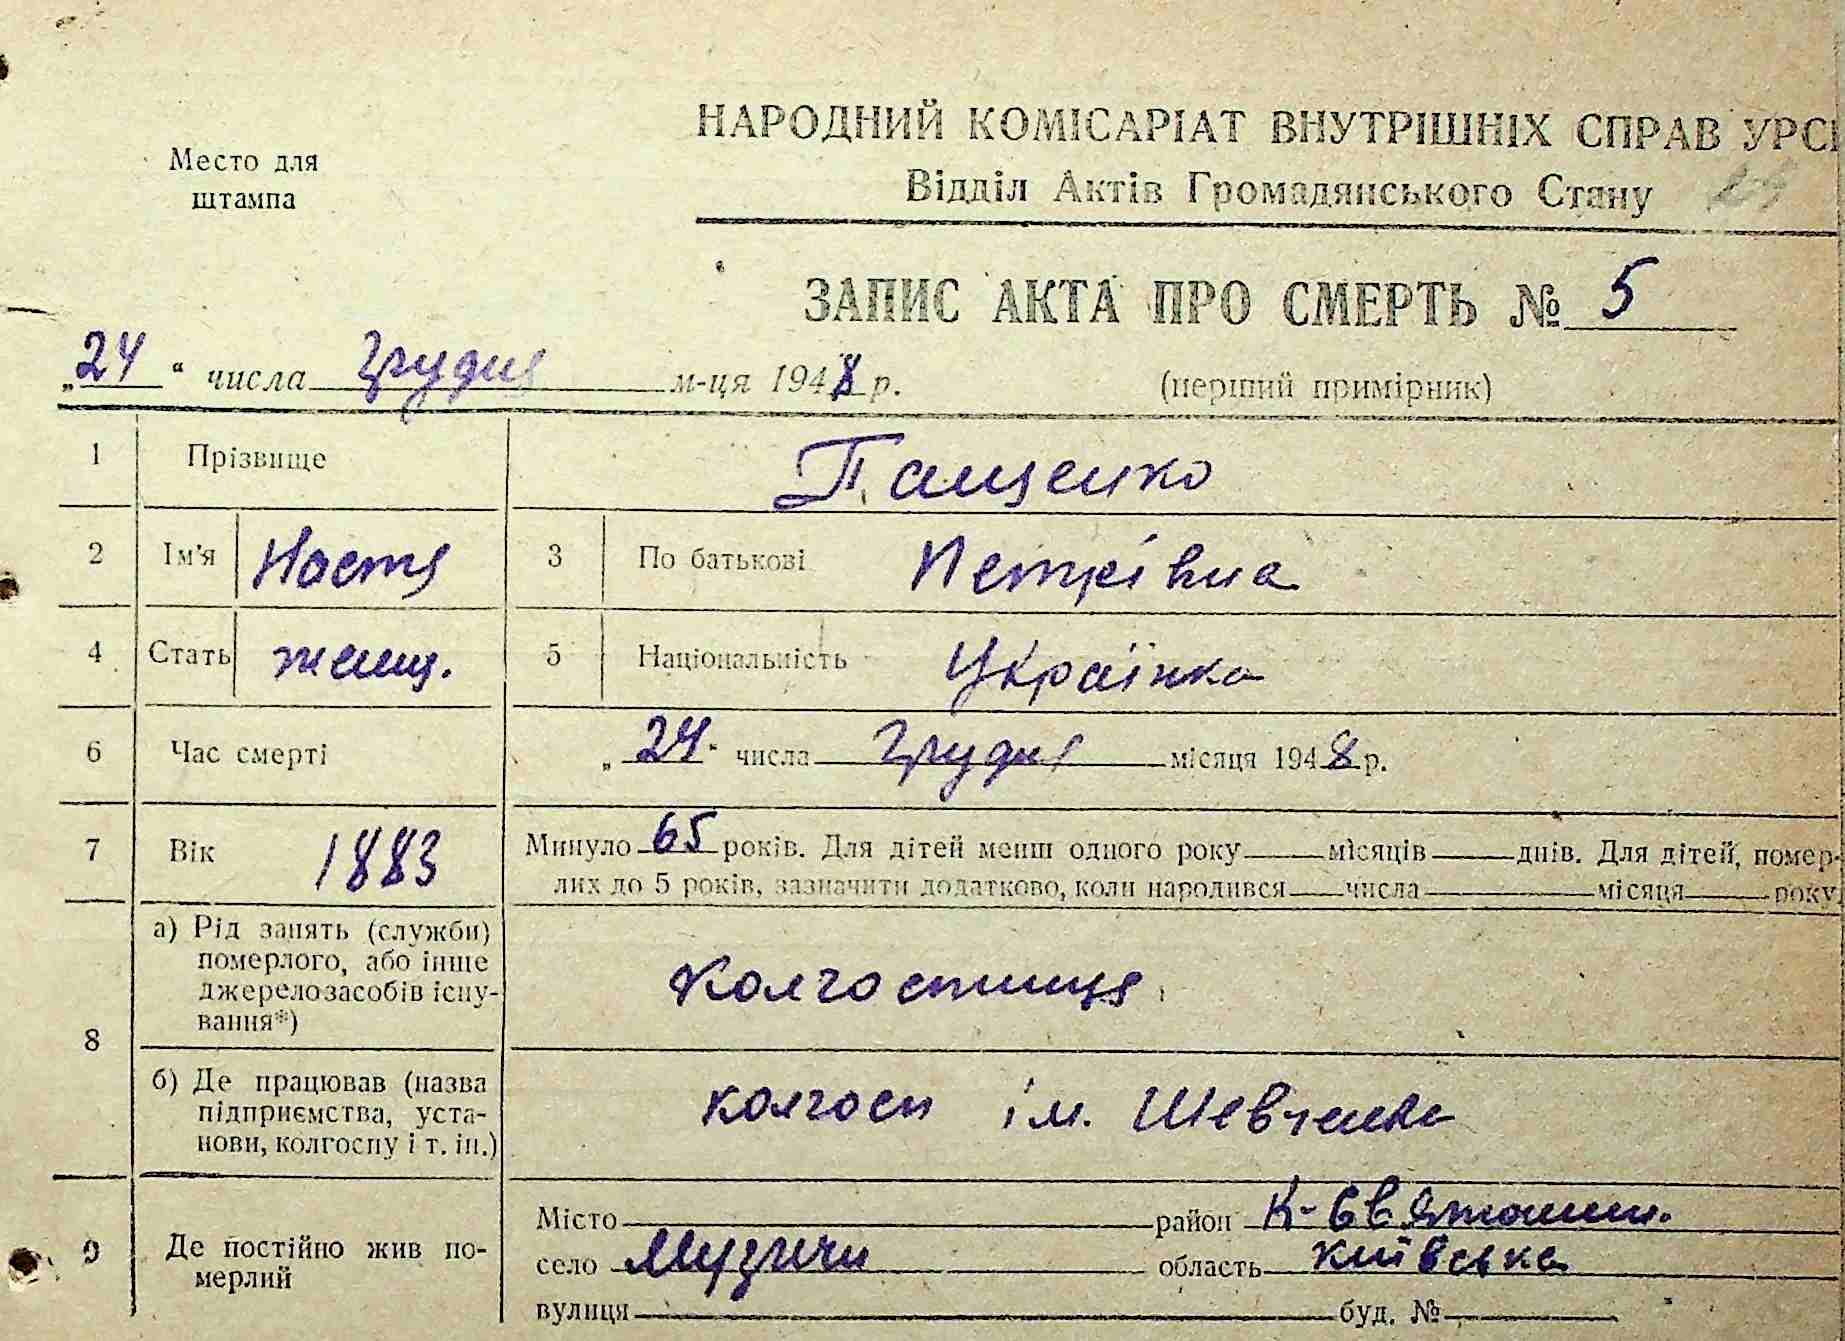 НАРОДНИЙ КОМІСАРІАТ ВНУТРІШНІХ СПРАВ УРСР
Место для
штампа
Відділ Актів Громадянського Стану
ЗАПИС АКТА ПРО СМЕРТЬ № 5
„24“ числа Грудня м-ця 1948 р.
(перший примірник)
1 Прізвище Пащенко
2 Ім'я Настя 3 По батькові Петрівна
4 Стать женщ. 5 Національність Українка
6 Час смерті „24“ числа Грудня місяця 1948 р.
7 Вік 1883 Минуло 65 років. Для дітей менш одного року місяців днів. Для дітей, помер-
лих до 5 років, зазначити додатково, коли народився числа місяця року
8 а) Рід занять (служби)
померлого, або інше
джерело засобів існу-
вання*)
Колгоспниця
б) Де працював (назва
підприємства, уста-
нови, колгоспу і т. ін.)
колгосп ім. Шевченка
9 Де постійно жив по-
мерлий
Місто район К-Святошин.
село Музичи область Київська
вулиця буд. №